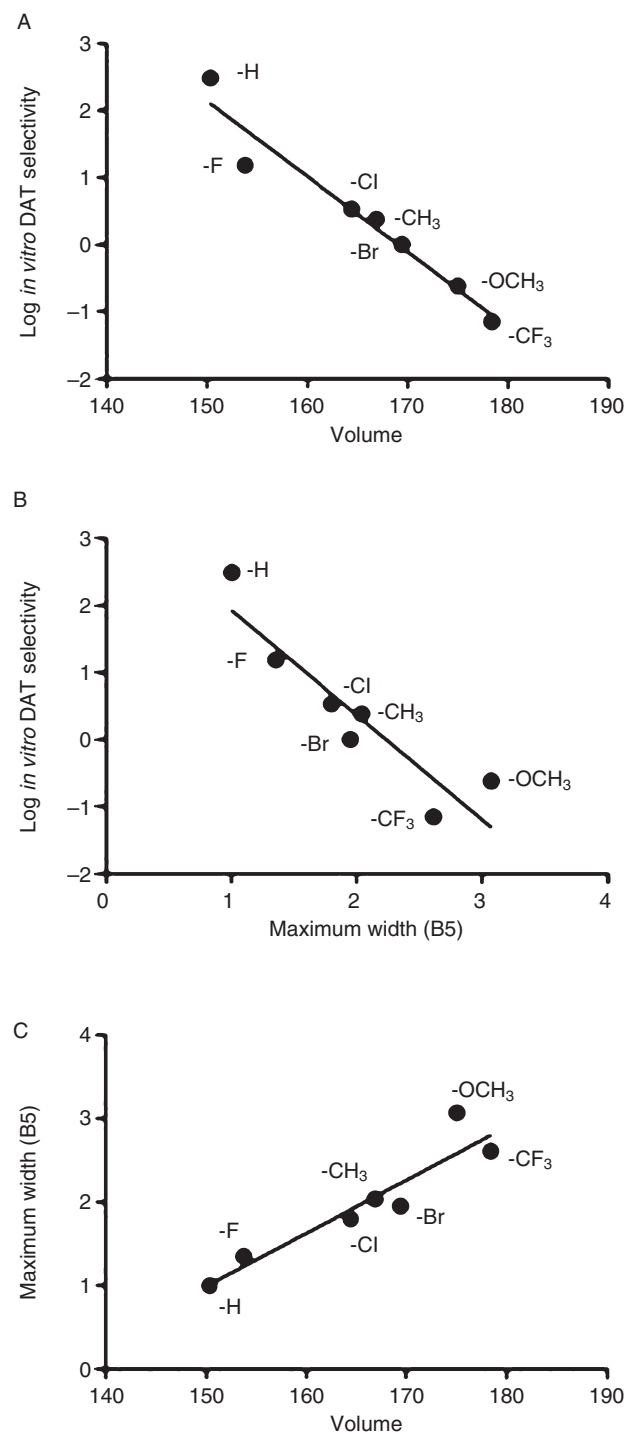 A
3
2
1
0
−1
−2
Log in vitro DAT selectivity
-H
-F
-Cl
-CH3
-Br
-OCH3
-CF3
140 150 160 170 180 190
Volume
B
3
2
1
0
−1
−2
Log in vitro DAT selectivity
-H
-F
-Cl
-CH3
-Br
-OCH3
-CF3
0 1 2 3 4
Maximum width (B5)
C
4
3
2
1
0
Maximum width (B5)
-OCH3
-CF3
-CH3
-Br
-F
-Cl
-H
140 150 160 170 180 190
Volume